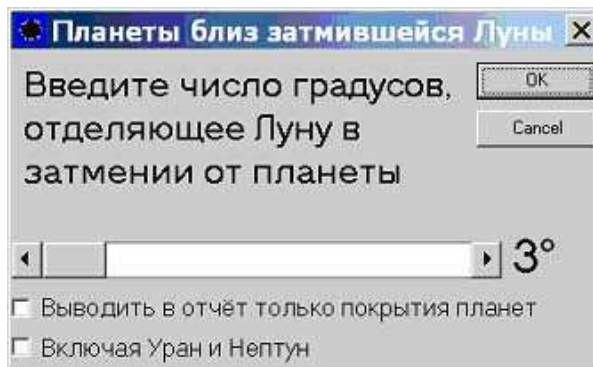 Планеты близ затмившейся Луны
Введите число градусов,
отделяющее Луну в
затмении от планеты
OK
Cancel
3°
Выводить в отчёт только покрытия планет
Включая Уран и Нептун